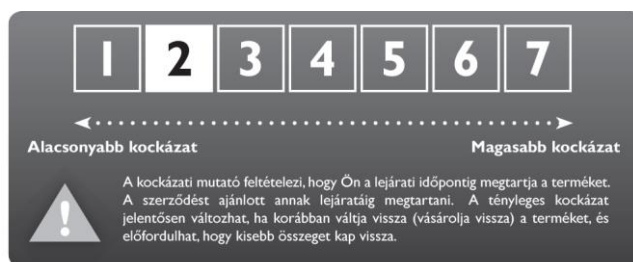 1 2 3 4 5 6 7
Alacsonyabb kockázat Magasabb kockázat
A kockázati mutató feltételezi, hogy Ön a lejárati időpontig megtartja a terméket.
A szerződést ajánlott annak lejáratáig megtartani. A tényleges kockázat
jelentősen változhat, ha korábban váltja vissza (vásárolja vissza) a terméket, és
előfordulhat, hogy kisebb összeget kap vissza.